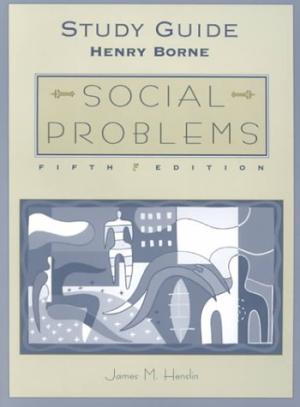 STUDY GUIDE
HENRY BORNE
SOCIAL
PROBLEMS
FIFTH EDITION
James M. Henslin